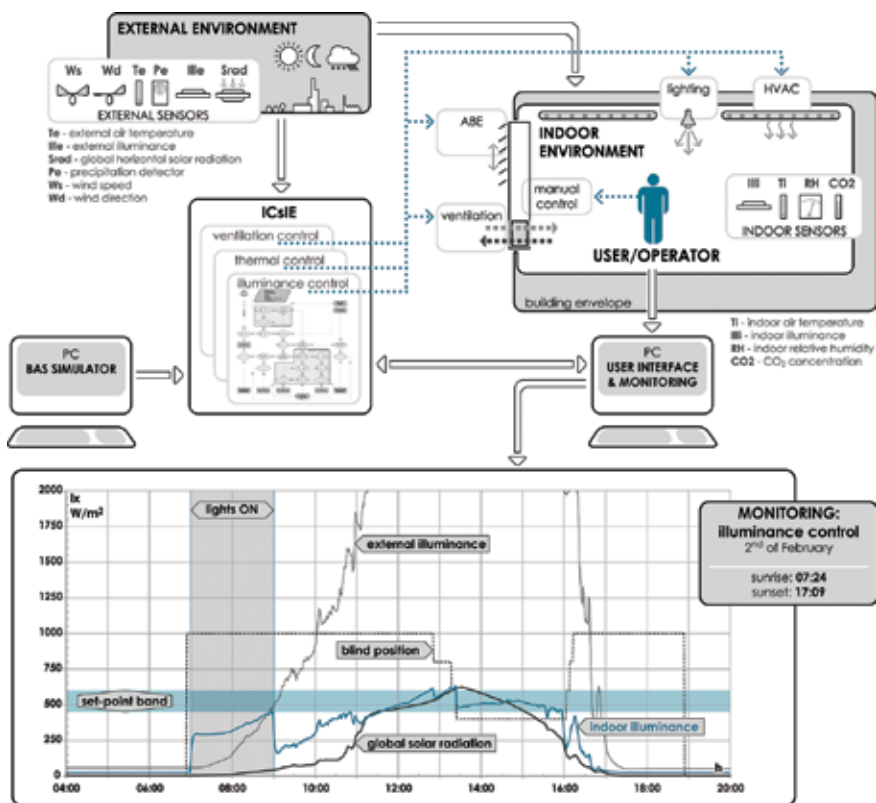 EXTERNAL ENVIRONMENT
Ws Wd Te Pe Ille Srad
EXTERNAL SENSORS
Te - external air temperature
Ille - external illuminance
Srad - global horizontal solar radiation
Pe - precipitation detector
Ws - wind speed
Wd - wind direction
ICsIE
ventilation control
thermal control
illuminance control
ABE
ventilation
lighting
HVAC
INDOOR
ENVIRONMENT
manual
control
USER/OPERATOR
Illi Ti RH CO2
INDOOR SENSORS
building envelope
Ti - indoor air temperature
Illi - indoor illuminance
RH - indoor relative humidity
CO2 - CO₂ concentration
PC
BAS SIMULATOR
PC
USER INTERFACE
& MONITORING
2000
lx
W/m²
1750
1500
1250
1000
750
500
250
0
lights ON
external illuminance
blind position
set-point band
global solar radiation
indoor illuminance
h
04:00 06:00 08:00 10:00 12:00 14:00 16:00 18:00 20:00
MONITORING:
illuminance control
2nd of February
sunrise: 07:24
sunset: 17:09